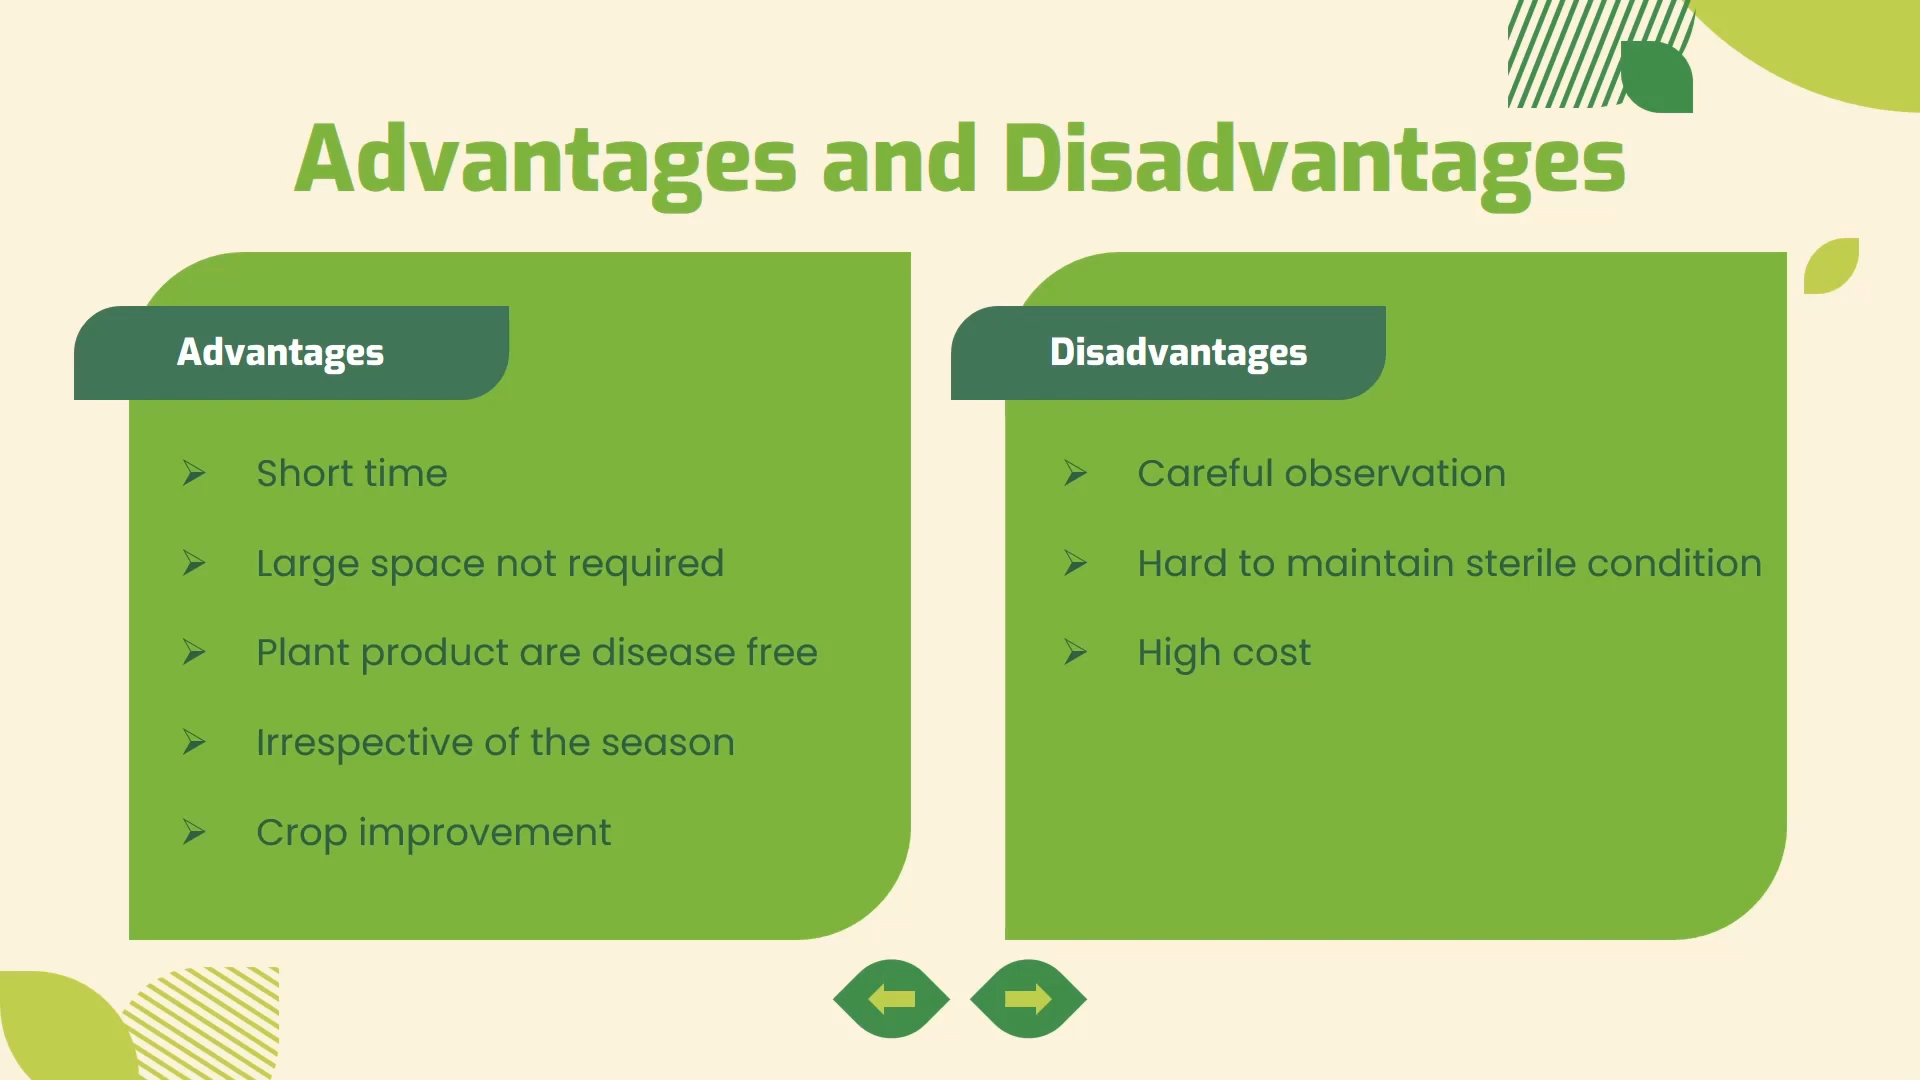 Advantages and Disadvantages
Advantages
➢ Short time
➢ Large space not required
➢ Plant product are disease free
➢ Irrespective of the season
➢ Crop improvement
Disadvantages
➢ Careful observation
➢ Hard to maintain sterile condition
➢ High cost